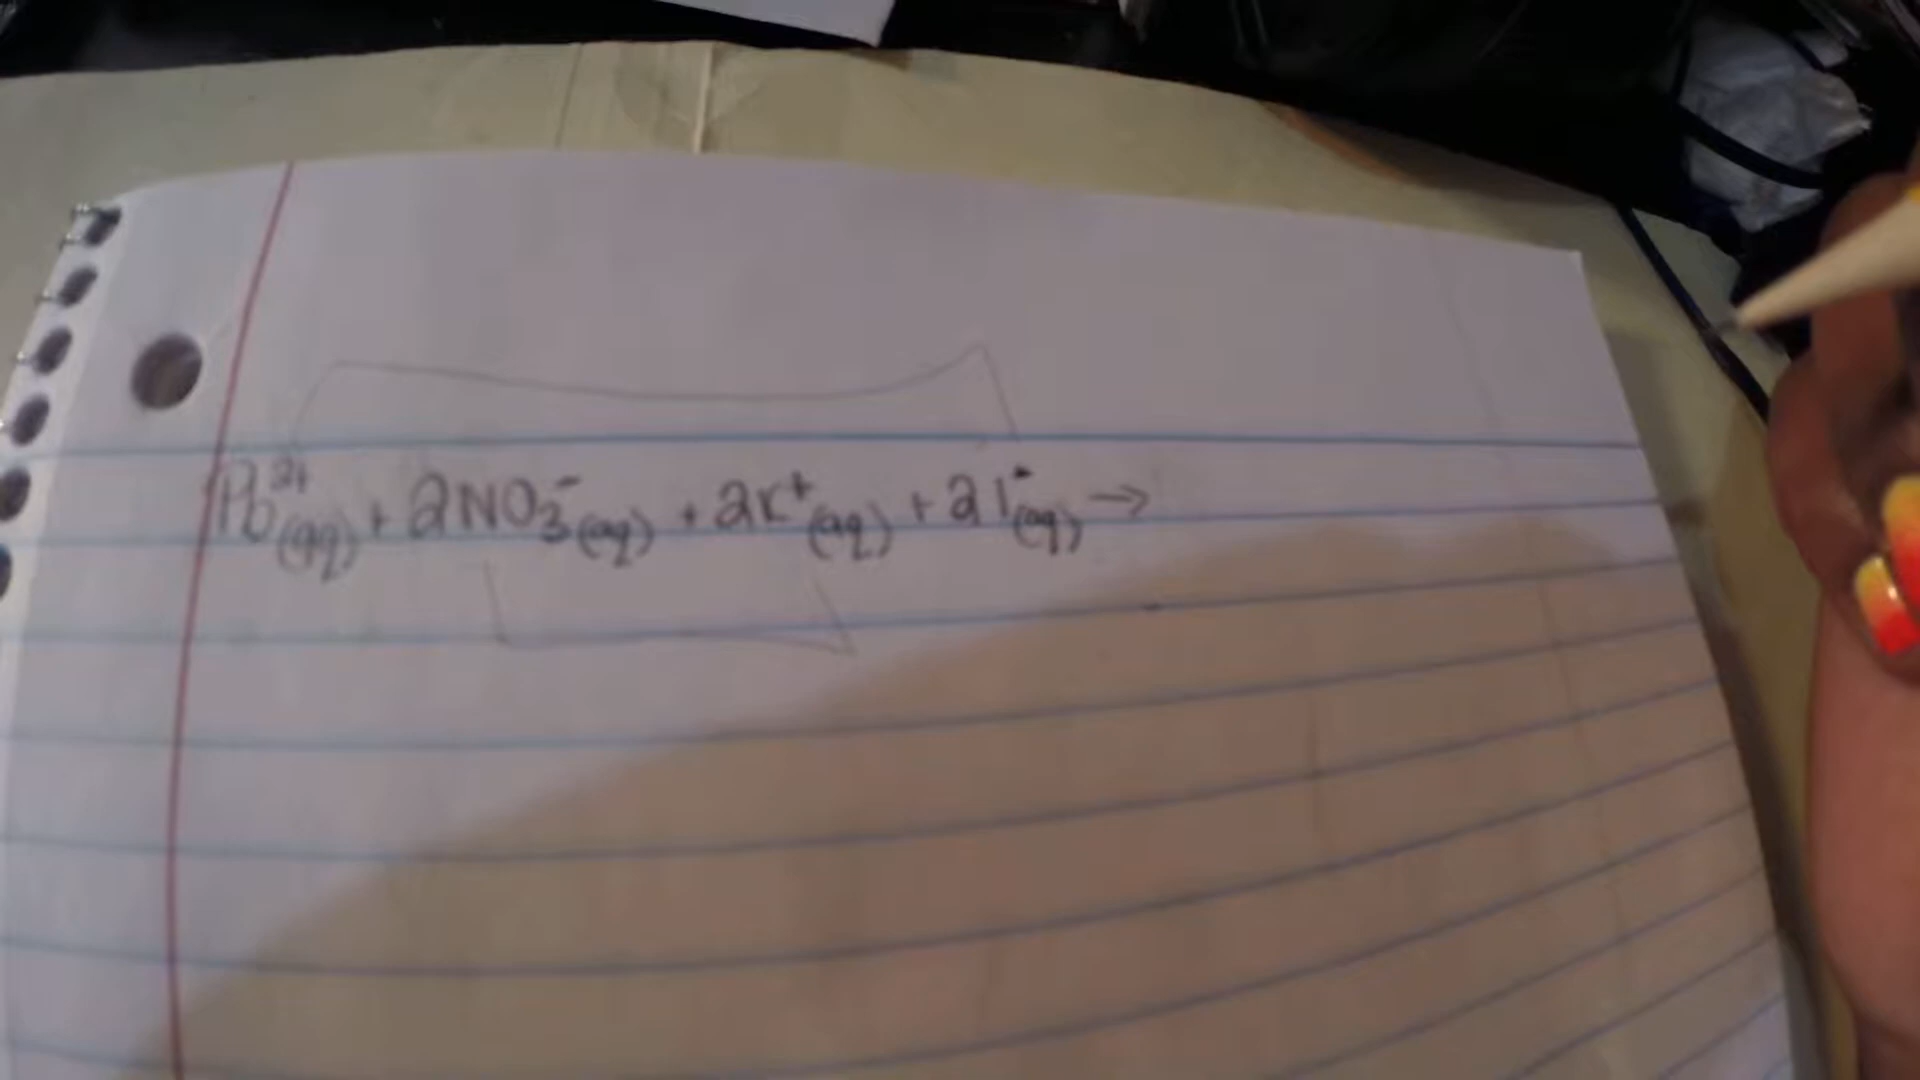 Pb²⁺(aq) + 2NO₃⁻(aq) + 2K⁺(aq) + 2I⁻(aq) →